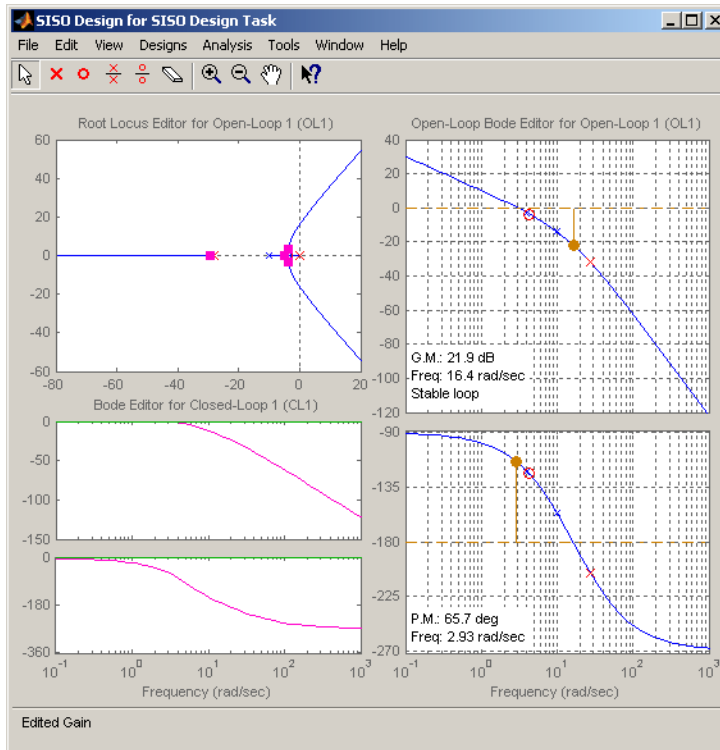 SISO Design for SISO Design Task
File Edit View Designs Analysis Tools Window Help
Root Locus Editor for Open-Loop 1 (OL1)
60
40
20
0
-20
-40
-60
-80 -60 -40 -20 0 20
Bode Editor for Closed-Loop 1 (CL1)
0
-50
-100
-150
0
-180
-360
10^-1 10^0 10^1 10^2 10^3
Frequency (rad/sec)
Open-Loop Bode Editor for Open-Loop 1 (OL1)
40
20
0
-20
-40
-60
-80
-100
-120
G.M.: 21.9 dB
Freq: 16.4 rad/sec
Stable loop
-90
-135
-180
-225
-270
P.M.: 65.7 deg
Freq: 2.93 rad/sec
10^-1 10^0 10^1 10^2 10^3
Frequency (rad/sec)
Edited Gain